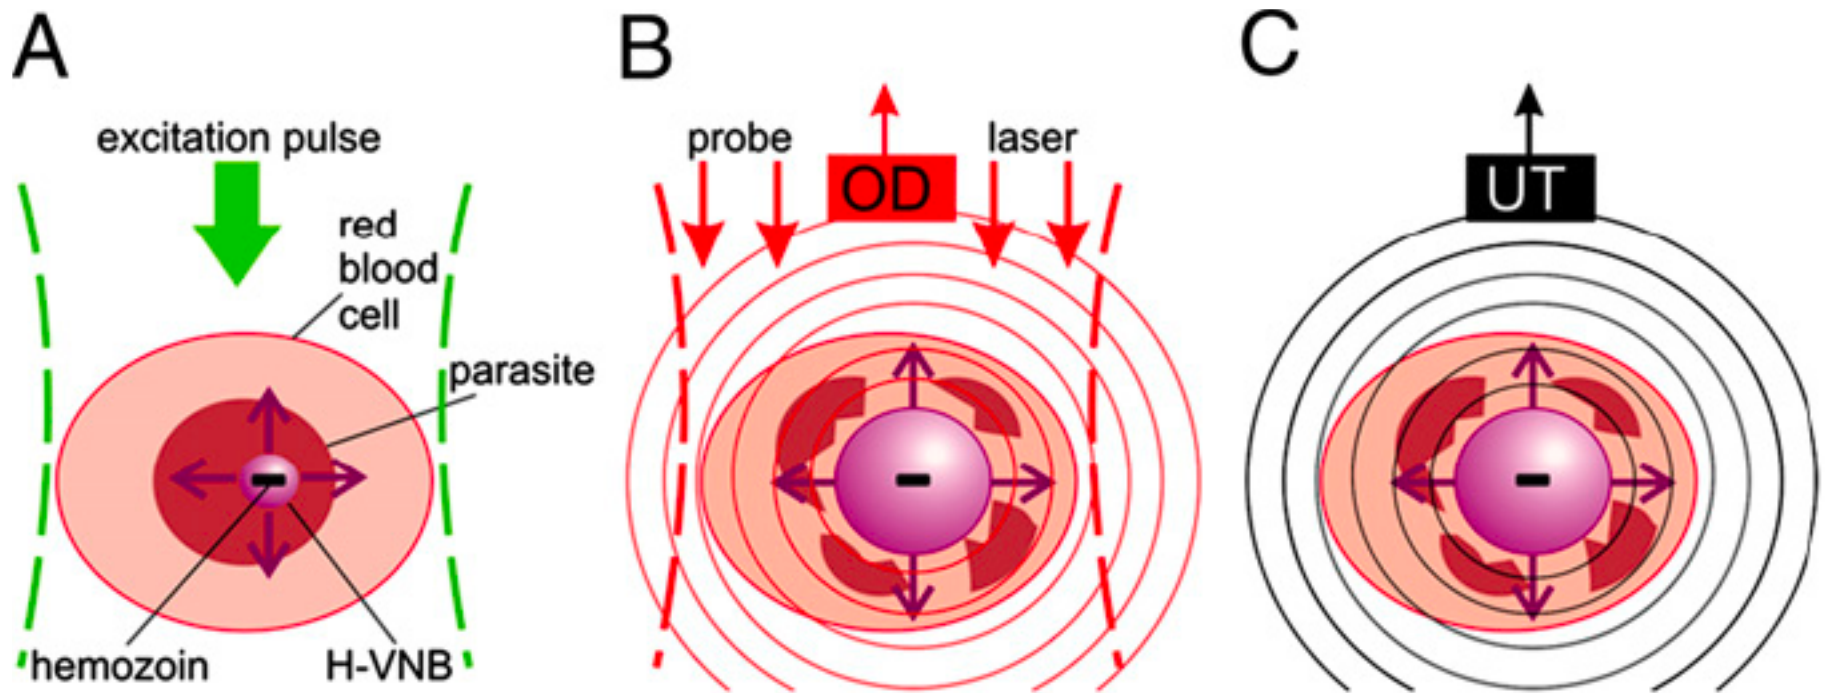 A
excitation pulse
red
blood
cell
parasite
hemozoin
H-VNB
B
probe
laser
OD
C
UT